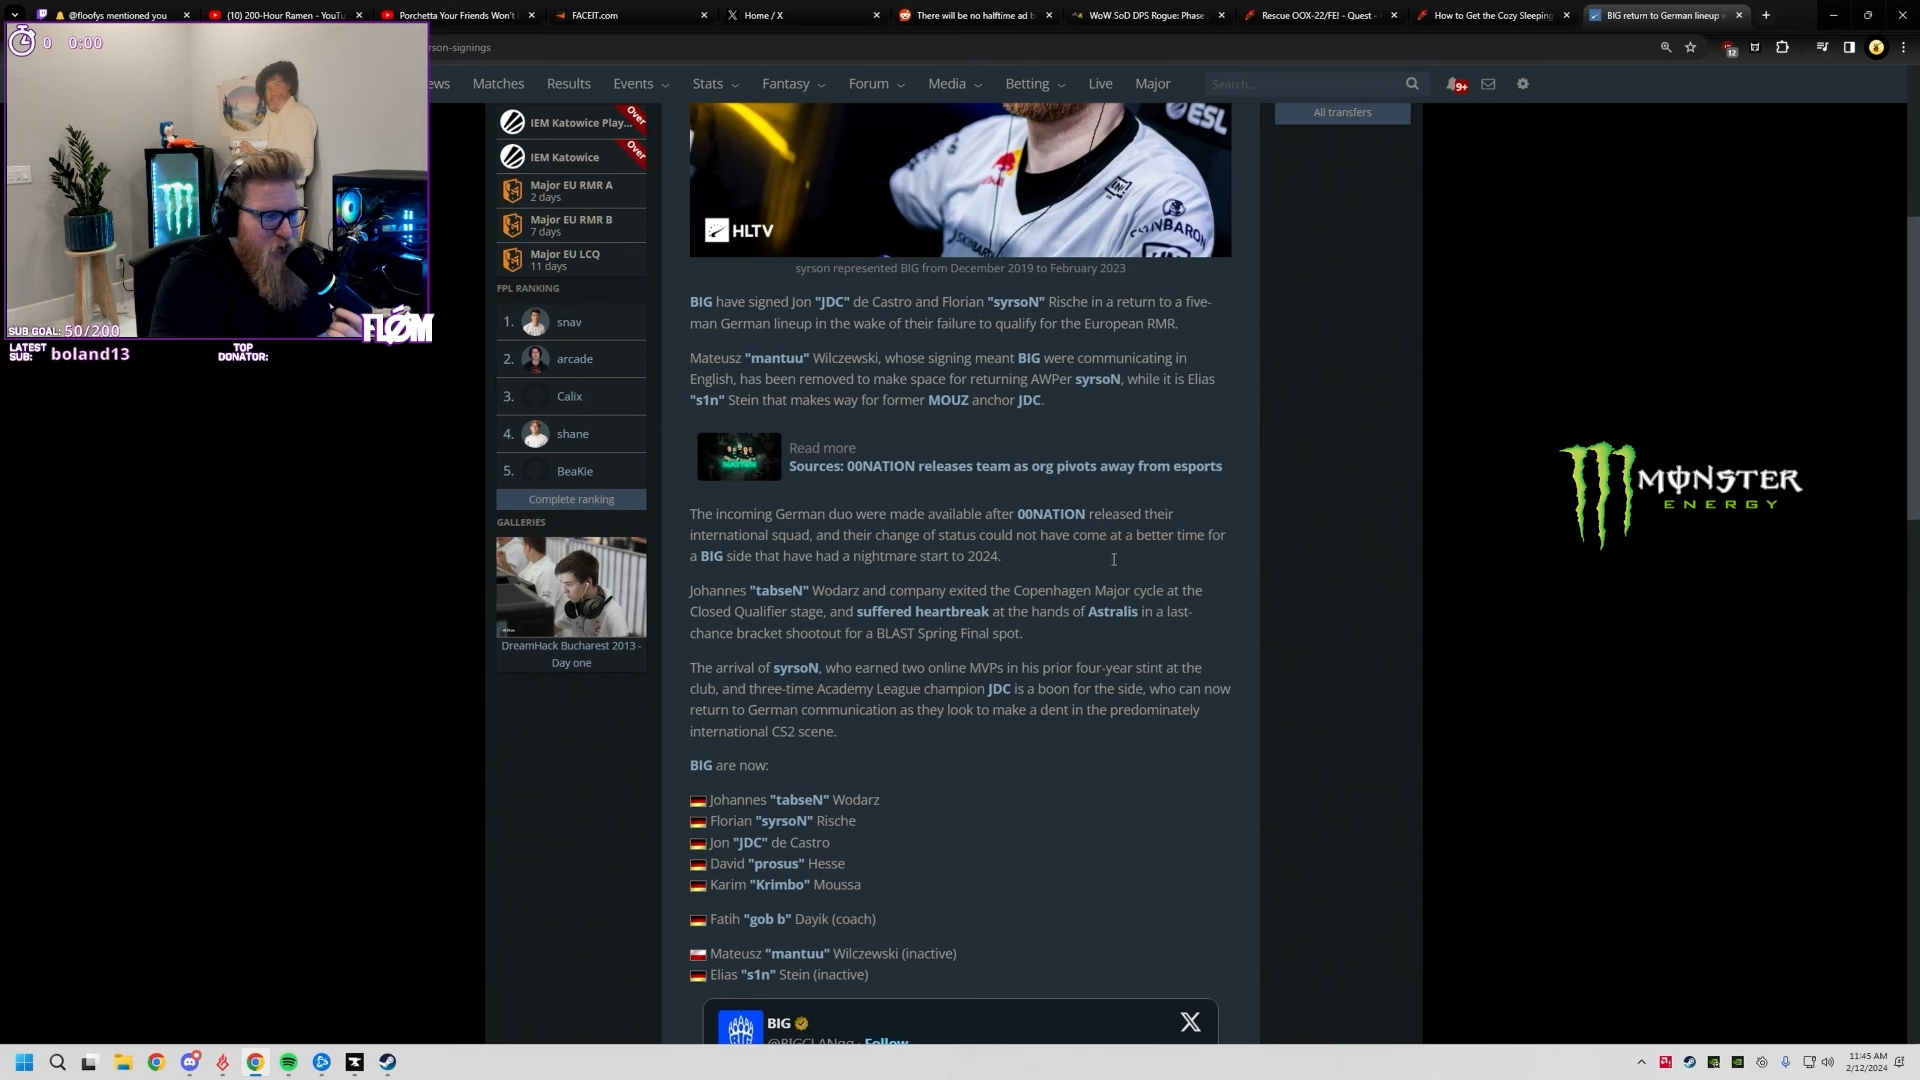 @floofys mentioned you
(10) 200-Hour Ramen - YouTu
Porchetta Your Friends Won't
FACEIT.com
Home / X
There will be no halftime ad b
WoW SoD DPS Rogue: Phase
Rescue OOX-22/FE! - Quest -
How to Get the Cozy Sleeping
BIG return to German lineup w
rson-signings
12
ews
Matches
Results
Events
Stats
Fantasy
Forum
Media
Betting
Live
Major
Search...
9+
0 0:00
SUB GOAL: 50/200
LATEST SUB: boland13
TOP DONATOR:
FLØM
IEM Katowice Play...
Over
IEM Katowice
Over
Major EU RMR A
2 days
Major EU RMR B
7 days
Major EU LCQ
11 days
FPL RANKING
1. snav
2. arcade
3. Calix
4. shane
5. BeaKie
Complete ranking
GALLERIES
DreamHack Bucharest 2013 -
Day one
ESL
HLTV
All transfers
syrson represented BIG from December 2019 to February 2023
BIG have signed Jon "JDC" de Castro and Florian "syrsoN" Rische in a return to a five-
man German lineup in the wake of their failure to qualify for the European RMR.
Mateusz "mantuu" Wilczewski, whose signing meant BIG were communicating in
English, has been removed to make space for returning AWPer syrsoN, while it is Elias
"s1n" Stein that makes way for former MOUZ anchor JDC.
Read more
Sources: 00NATION releases team as org pivots away from esports
The incoming German duo were made available after 00NATION released their
international squad, and their change of status could not have come at a better time for
a BIG side that have had a nightmare start to 2024.
Johannes "tabseN" Wodarz and company exited the Copenhagen Major cycle at the
Closed Qualifier stage, and suffered heartbreak at the hands of Astralis in a last-
chance bracket shootout for a BLAST Spring Final spot.
The arrival of syrsoN, who earned two online MVPs in his prior four-year stint at the
club, and three-time Academy League champion JDC is a boon for the side, who can now
return to German communication as they look to make a dent in the predominately
international CS2 scene.
BIG are now:
Johannes "tabseN" Wodarz
Florian "syrsoN" Rische
Jon "JDC" de Castro
David "prosus" Hesse
Karim "Krimbo" Moussa
Fatih "gob b" Dayik (coach)
Mateusz "mantuu" Wilczewski (inactive)
Elias "s1n" Stein (inactive)
BIG
@BIGCLANgg · Follow
MONSTER
ENERGY
11:45 AM
2/12/2024